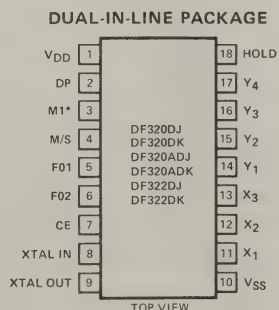 DUAL-IN-LINE PACKAGE
VDD 1
DP 2
M1* 3
M/S 4
F01 5
F02 6
CE 7
XTAL IN 8
XTAL OUT 9
DF320DJ
DF320DK
DF320ADJ
DF320ADK
DF322DJ
DF322DK
18 HOLD
17 Y4
16 Y3
15 Y2
14 Y1
13 X3
12 X2
11 X1
10 VSS
TOP VIEW